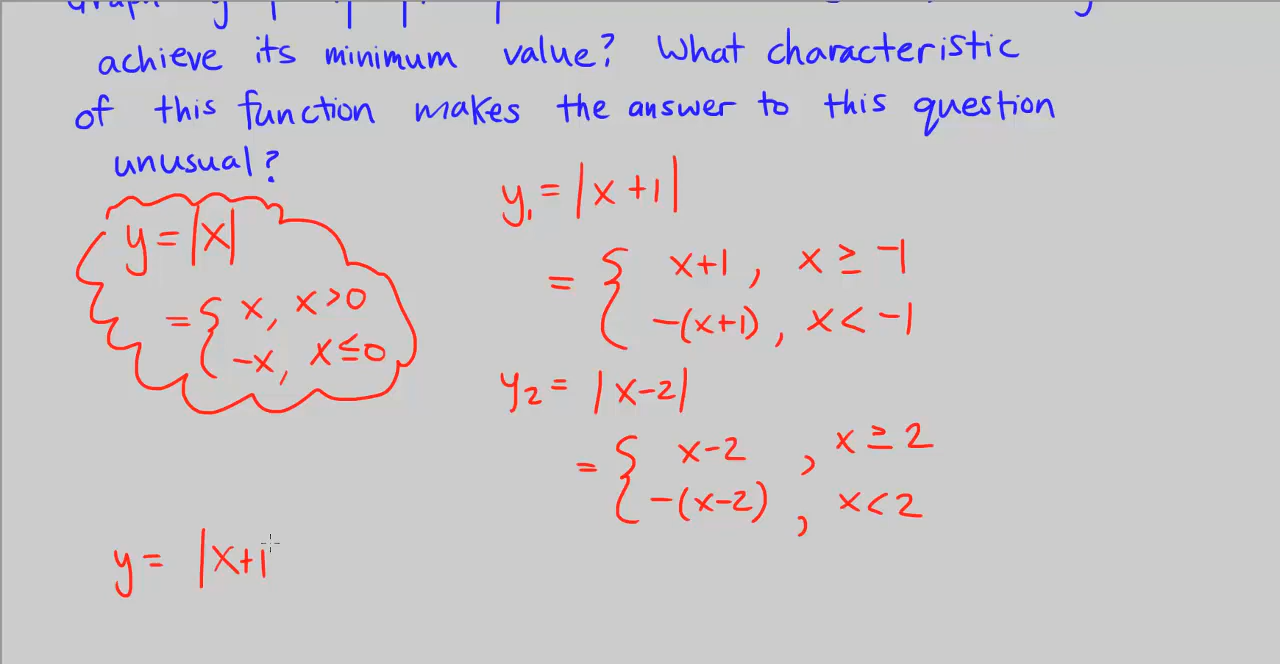 Graph
achieve its minimum value? What characteristic
of this function makes the answer to this question
unusual?
y = |x|
= { x, x>0
-x, x≤0
y₁ = |x+1|
= { x+1, x ≥ -1
-(x+1), x < -1
y₂ = |x-2|
= { x-2, x ≥ 2
-(x-2), x < 2
y = |x+1